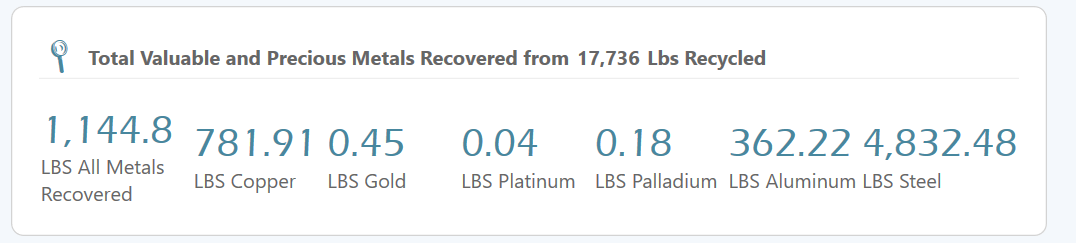 Total Valuable and Precious Metals Recovered from 17,736 Lbs Recycled
1,144.8
LBS All Metals
Recovered
781.91
LBS Copper
0.45
LBS Gold
0.04
LBS Platinum
0.18
LBS Palladium
362.22
LBS Aluminum
4,832.48
LBS Steel